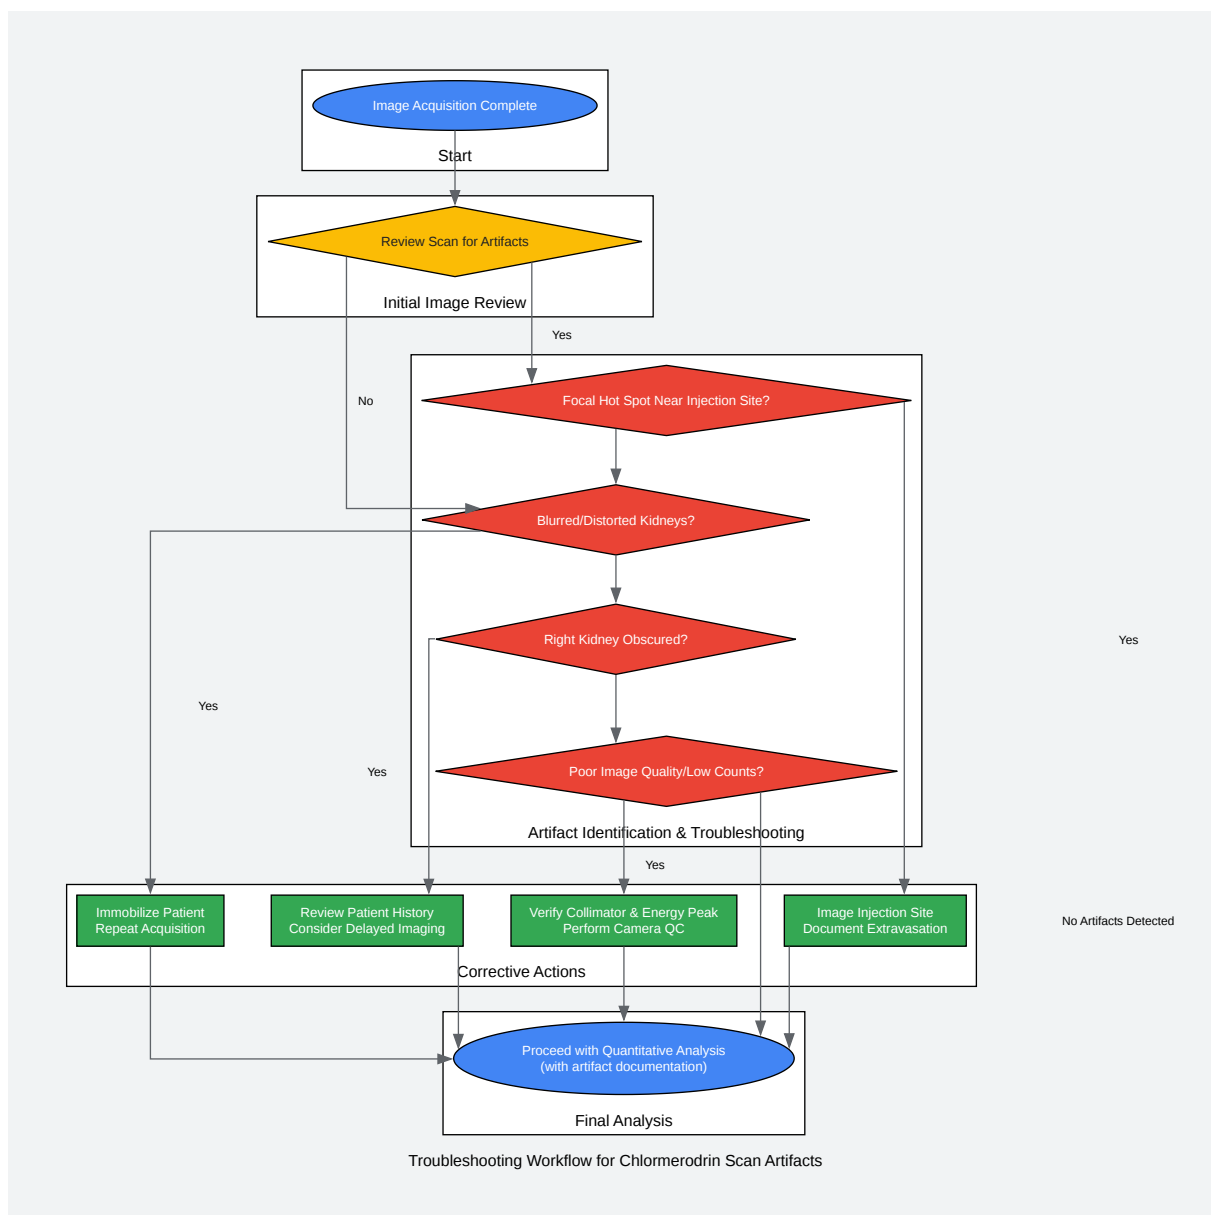 Image Acquisition Complete
Start
Review Scan for Artifacts
Initial Image Review
Yes
No
Focal Hot Spot Near Injection Site?
Blurred/Distorted Kidneys?
Right Kidney Obscured?
Yes
Yes
Yes
Poor Image Quality/Low Counts?
Artifact Identification & Troubleshooting
Yes
Immobilize Patient
Repeat Acquisition
Review Patient History
Consider Delayed Imaging
Verify Collimator & Energy Peak
Perform Camera QC
Image Injection Site
Document Extravasation
No Artifacts Detected
Corrective Actions
Proceed with Quantitative Analysis
(with artifact documentation)
Final Analysis
Troubleshooting Workflow for Chlormerodrin Scan Artifacts